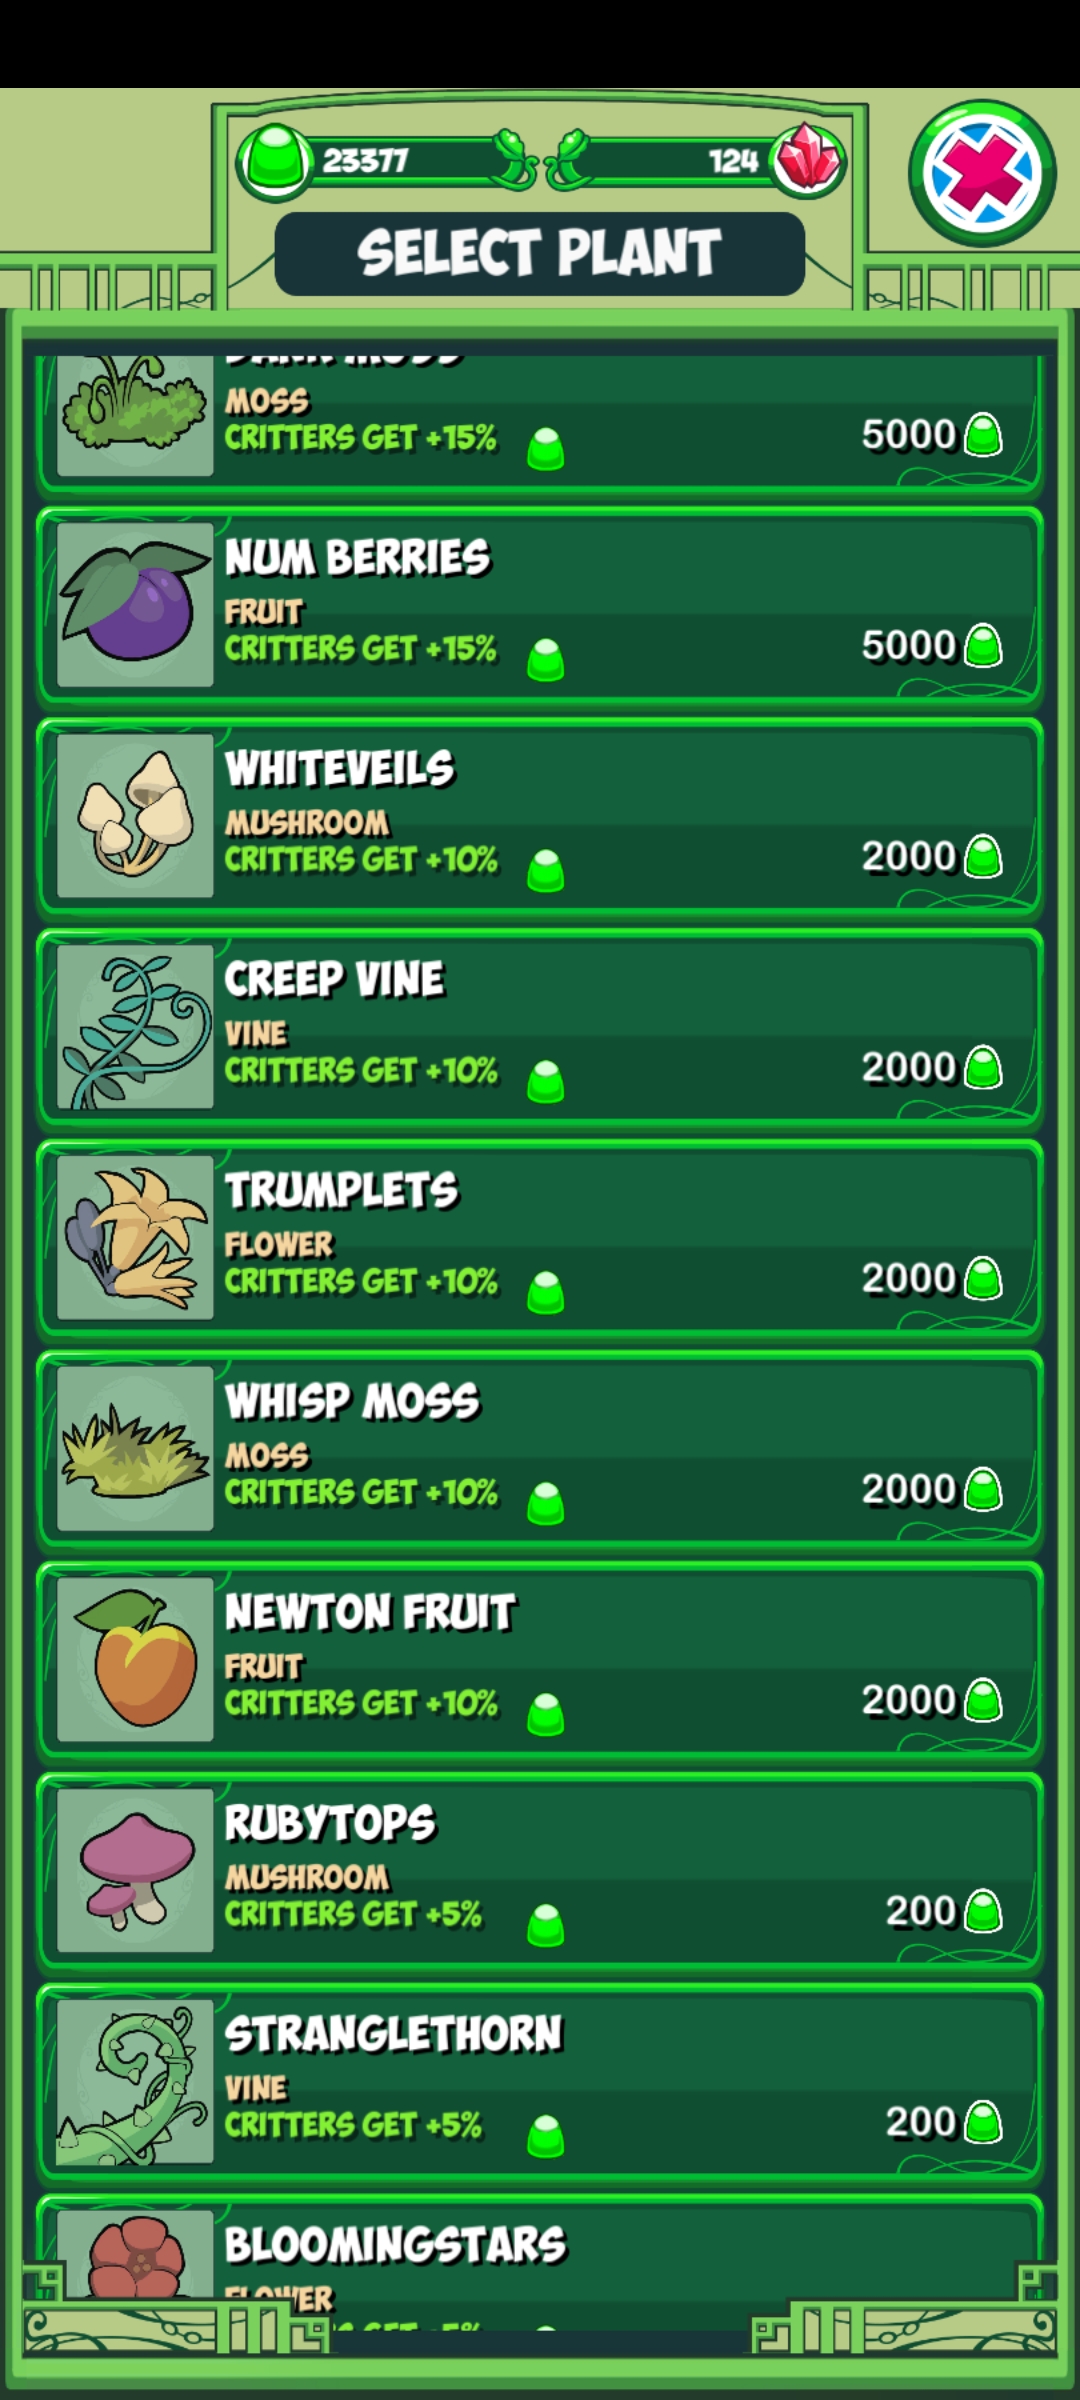 23377
124
SELECT PLANT
MOSS
MOSS
CRITTERS GET +15%
5000
NUM BERRIES
FRUIT
CRITTERS GET +15%
5000
WHITEVEILS
MUSHROOM
CRITTERS GET +10%
2000
CREEP VINE
VINE
CRITTERS GET +10%
2000
TRUMPLETS
FLOWER
CRITTERS GET +10%
2000
WHISP MOSS
MOSS
CRITTERS GET +10%
2000
NEWTON FRUIT
FRUIT
CRITTERS GET +10%
2000
RUBYTOPS
MUSHROOM
CRITTERS GET +5%
200
STRANGLETHORN
VINE
CRITTERS GET +5%
200
BLOOMINGSTARS
FLOWER